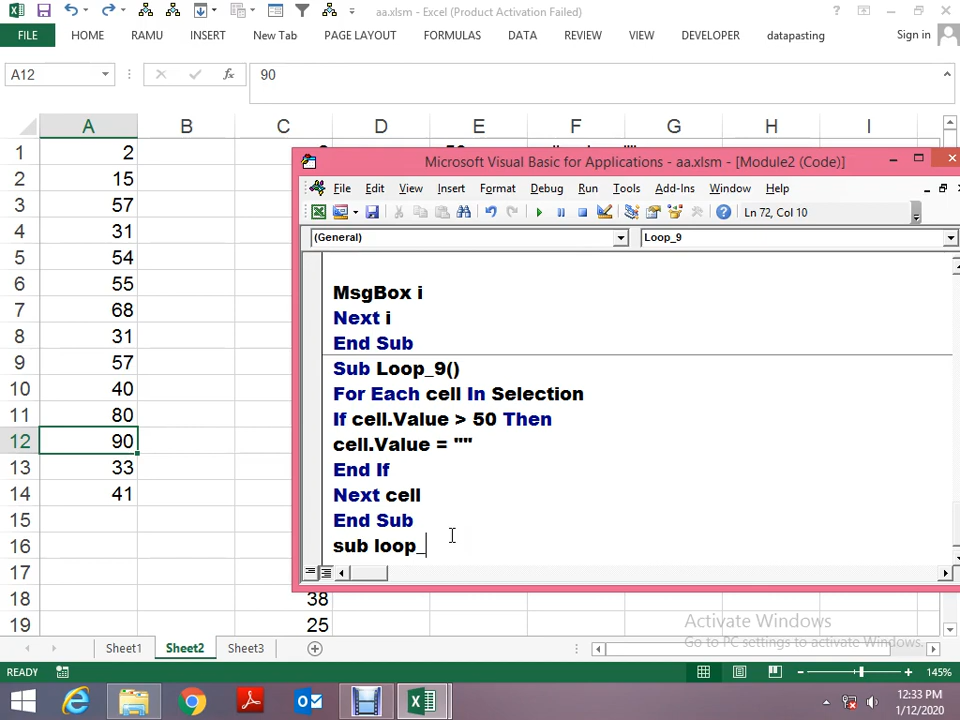 aa.xlsm - Excel (Product Activation Failed)
FILE HOME RAMU INSERT New Tab PAGE LAYOUT FORMULAS DATA REVIEW VIEW DEVELOPER datapasting Sign in
A12 fx 90
A B C D E F G H I
1 2
2 15
3 57
4 31
5 54
6 55
7 68
8 31
9 57
10 40
11 80
12 90
13 33
14 41
15
16
17
18 38
19 25
Microsoft Visual Basic for Applications - aa.xlsm - [Module2 (Code)]
File Edit View Insert Format Debug Run Tools Add-Ins Window Help
Ln 72, Col 10
(General) Loop_9
MsgBox i
Next i
End Sub
Sub Loop_9()
For Each cell In Selection
If cell.Value > 50 Then
cell.Value = ""
End If
Next cell
End Sub
sub loop_
Activate Windows
Go to PC settings to activate Windows.
Sheet1 Sheet2 Sheet3
READY 145%
12:33 PM
1/12/2020